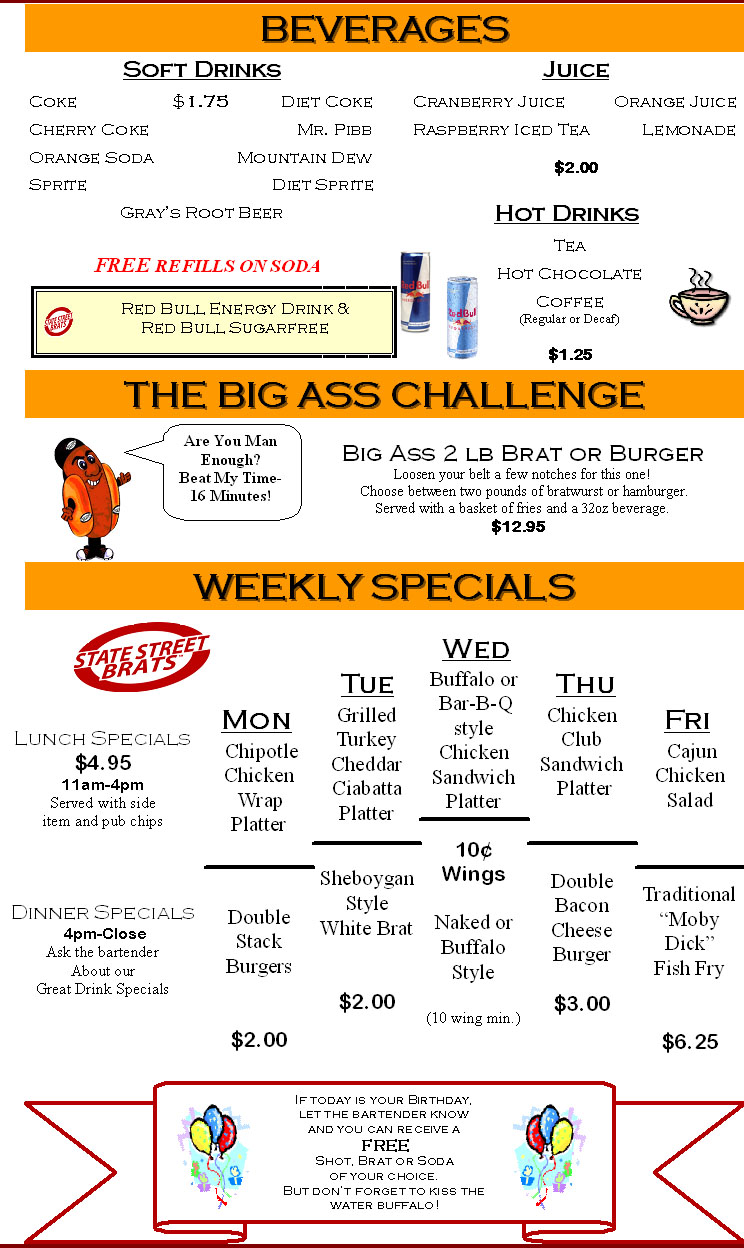 BEVERAGES
SOFT DRINKS
COKE $1.75 DIET COKE
CHERRY COKE MR. PIBB
ORANGE SODA MOUNTAIN DEW
SPRITE DIET SPRITE
GRAY'S ROOT BEER
FREE REFILLS ON SODA
STATE STREET
BRATS
RED BULL ENERGY DRINK &
RED BULL SUGARFREE
JUICE
CRANBERRY JUICE ORANGE JUICE
RASPBERRY ICED TEA LEMONADE
$2.00
HOT DRINKS
TEA
HOT CHOCOLATE
COFFEE
(Regular or Decaf)
$1.25
Red Bull
Red Bull
THE BIG ASS CHALLENGE
Are You Man
Enough?
Beat My Time-
16 Minutes!
BIG ASS 2 LB BRAT OR BURGER
Loosen your belt a few notches for this one!
Choose between two pounds of bratwurst or hamburger.
Served with a basket of fries and a 32oz beverage.
$12.95
WEEKLY SPECIALS
STATE STREET
BRATS™
LUNCH SPECIALS
$4.95
11am-4pm
Served with side
item and pub chips
MON
Chipotle
Chicken
Wrap
Platter
TUE
Grilled
Turkey
Cheddar
Ciabatta
Platter
WED
Buffalo or
Bar-B-Q
style
Chicken
Sandwich
Platter
THU
Chicken
Club
Sandwich
Platter
FRI
Cajun
Chicken
Salad
DINNER SPECIALS
4pm-Close
Ask the bartender
About our
Great Drink Specials
Double
Stack
Burgers
$2.00
Sheboygan
Style
White Brat
$2.00
10¢
Wings
Naked or
Buffalo
Style
(10 wing min.)
Double
Bacon
Cheese
Burger
$3.00
Traditional
“Moby
Dick”
Fish Fry
$6.25
IF TODAY IS YOUR BIRTHDAY,
LET THE BARTENDER KNOW
AND YOU CAN RECEIVE A
FREE
SHOT, BRAT OR SODA
OF YOUR CHOICE.
BUT DON'T FORGET TO KISS THE
WATER BUFFALO!